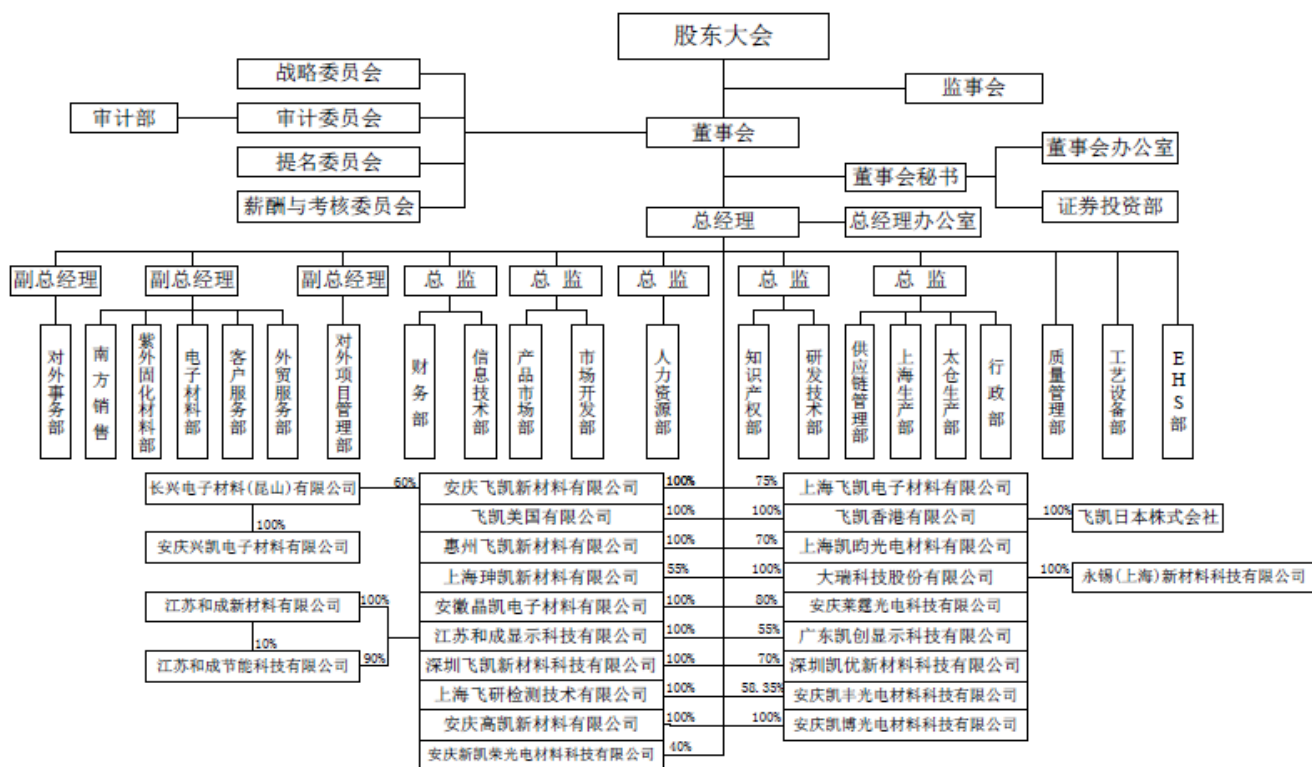 股东大会
战略委员会
监事会
审计部
审计委员会
董事会
提名委员会
董事会办公室
董事会秘书
薪酬与考核委员会
证券投资部
总经理
总经理办公室
副总经理
副总经理
副总经理
总 监
总 监
总 监
总 监
总 监
对外事务部
南方销售
紫外固化材料部
电子材料部
客户服务部
外贸服务部
对外项目管理部
财务部
信息技术部
产品市场部
市场开发部
人力资源部
知识产权部
研发技术部
供应链管理部
上海生产部
太仓生产部
行政部
质量管理部
工艺设备部
EHS部
长兴电子材料(昆山)有限公司 60% 安庆飞凯新材料有限公司 100% 75% 上海飞凯电子材料有限公司
100%
飞凯美国有限公司 100% 100% 飞凯香港有限公司 100% 飞凯日本株式会社
安庆兴凯电子材料有限公司 惠州飞凯新材料有限公司 100% 70% 上海凯昀光电材料有限公司
上海珅凯新材料有限公司 55% 100% 大瑞科技股份有限公司 100% 永锡(上海)新材料科技有限公司
江苏和成新材料有限公司 100% 安徽晶凯电子材料有限公司 100% 80% 安庆莱霆光电科技有限公司
10%
江苏和成显示科技有限公司 100% 55% 广东凯创显示科技有限公司
江苏和成节能科技有限公司 90% 深圳飞凯新材料科技有限公司 100% 70% 深圳凯优新材料科技有限公司
上海飞研检测技术有限公司 100% 58.35% 安庆凯丰光电材料科技有限公司
安庆高凯新材料有限公司 100% 100% 安庆凯博光电材料科技有限公司
安庆新凯荣光电材料科技有限公司 40%